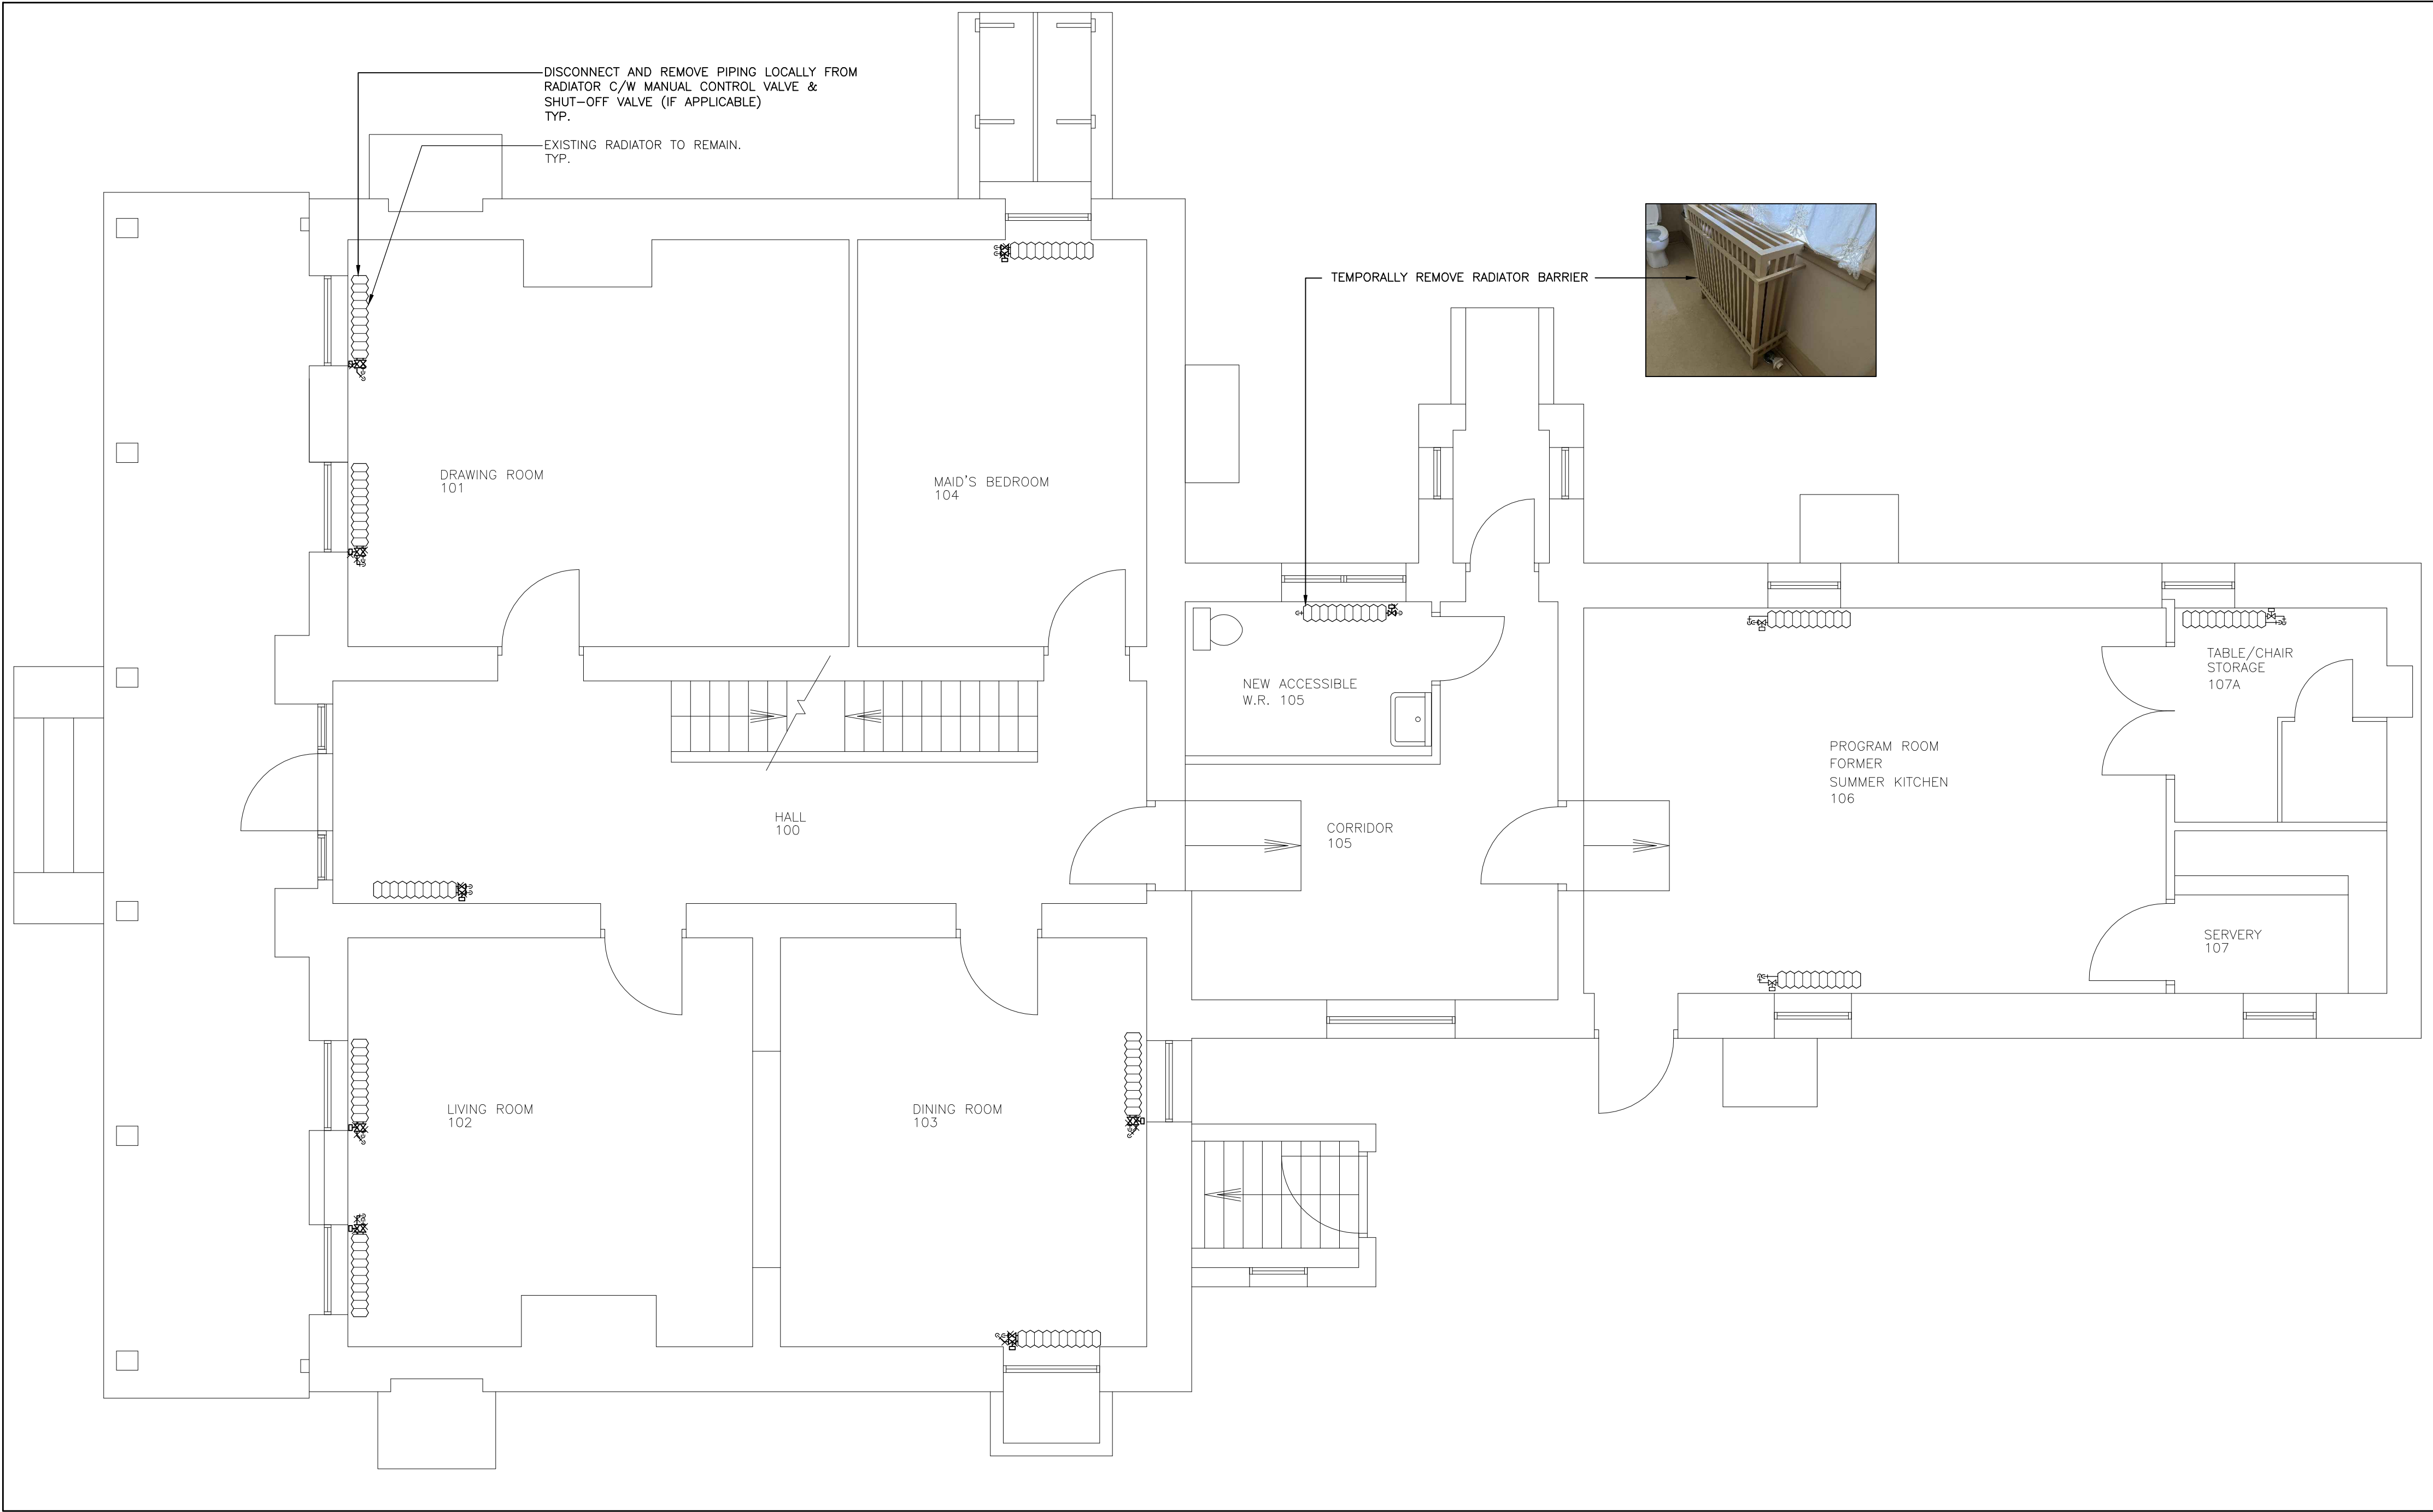 DISCONNECT AND REMOVE PIPING LOCALLY FROM
RADIATOR C/W MANUAL CONTROL VALVE &
SHUT-OFF VALVE (IF APPLICABLE)
TYP.
EXISTING RADIATOR TO REMAIN.
TYP.
TEMPORALLY REMOVE RADIATOR BARRIER
DRAWING ROOM
101
MAID'S BEDROOM
104
NEW ACCESSIBLE
W.R. 105
TABLE/CHAIR
STORAGE
107A
PROGRAM ROOM
FORMER
SUMMER KITCHEN
106
HALL
100
CORRIDOR
105
SERVERY
107
LIVING ROOM
102
DINING ROOM
103